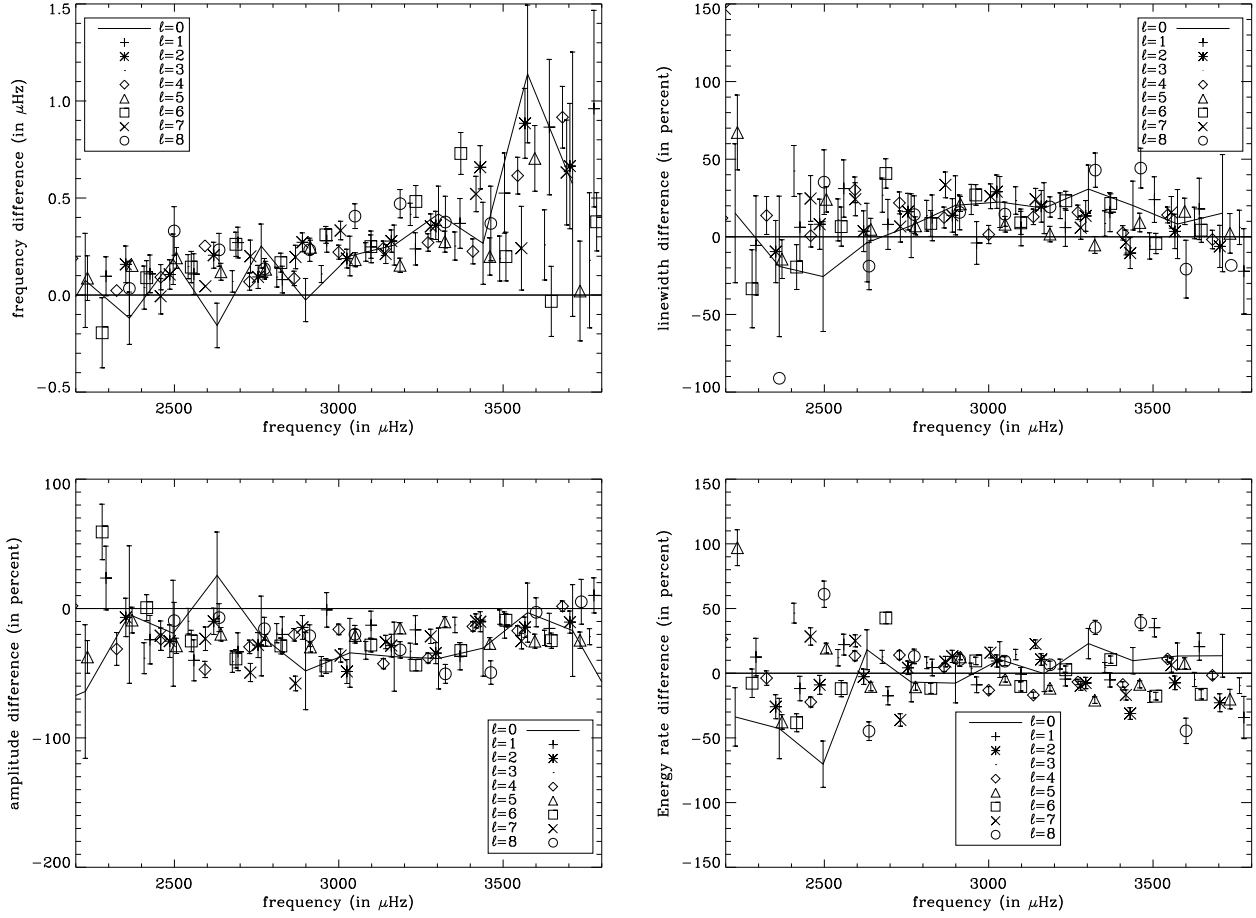 frequency difference (in μHz)
1.5
1.0
0.5
0.0
−0.5
ℓ=0
ℓ=1
ℓ=2
ℓ=3
ℓ=4
ℓ=5
ℓ=6
ℓ=7
ℓ=8
2500
3000
3500
frequency (in μHz)
linewidth difference (in percent)
150
100
50
0
−50
−100
ℓ=0
ℓ=1
ℓ=2
ℓ=3
ℓ=4
ℓ=5
ℓ=6
ℓ=7
ℓ=8
2500
3000
3500
frequency (in μHz)
amplitude difference (in percent)
100
0
−100
−200
ℓ=0
ℓ=1
ℓ=2
ℓ=3
ℓ=4
ℓ=5
ℓ=6
ℓ=7
ℓ=8
2500
3000
3500
frequency (in μHz)
Energy rate difference (in percent)
150
100
50
0
−50
−100
−150
ℓ=0
ℓ=1
ℓ=2
ℓ=3
ℓ=4
ℓ=5
ℓ=6
ℓ=7
ℓ=8
2500
3000
3500
frequency (in μHz)